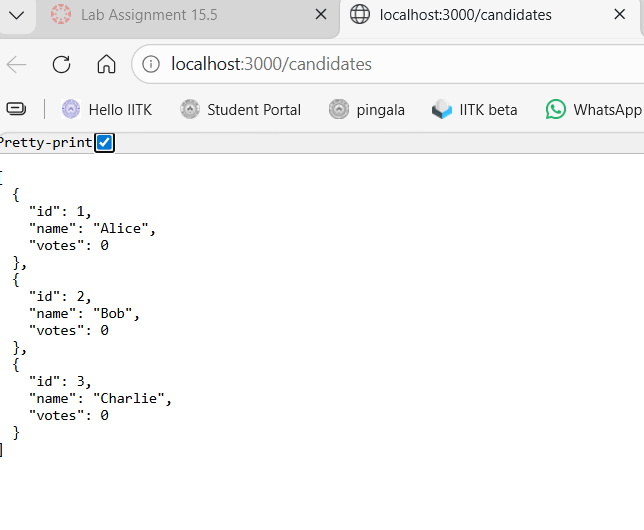 Lab Assignment 15.5
localhost:3000/candidates
localhost:3000/candidates
Hello IITK
Student Portal
pingala
IITK beta
WhatsApp
Pretty-print
[
  {
    "id": 1,
    "name": "Alice",
    "votes": 0
  },
  {
    "id": 2,
    "name": "Bob",
    "votes": 0
  },
  {
    "id": 3,
    "name": "Charlie",
    "votes": 0
  }
]